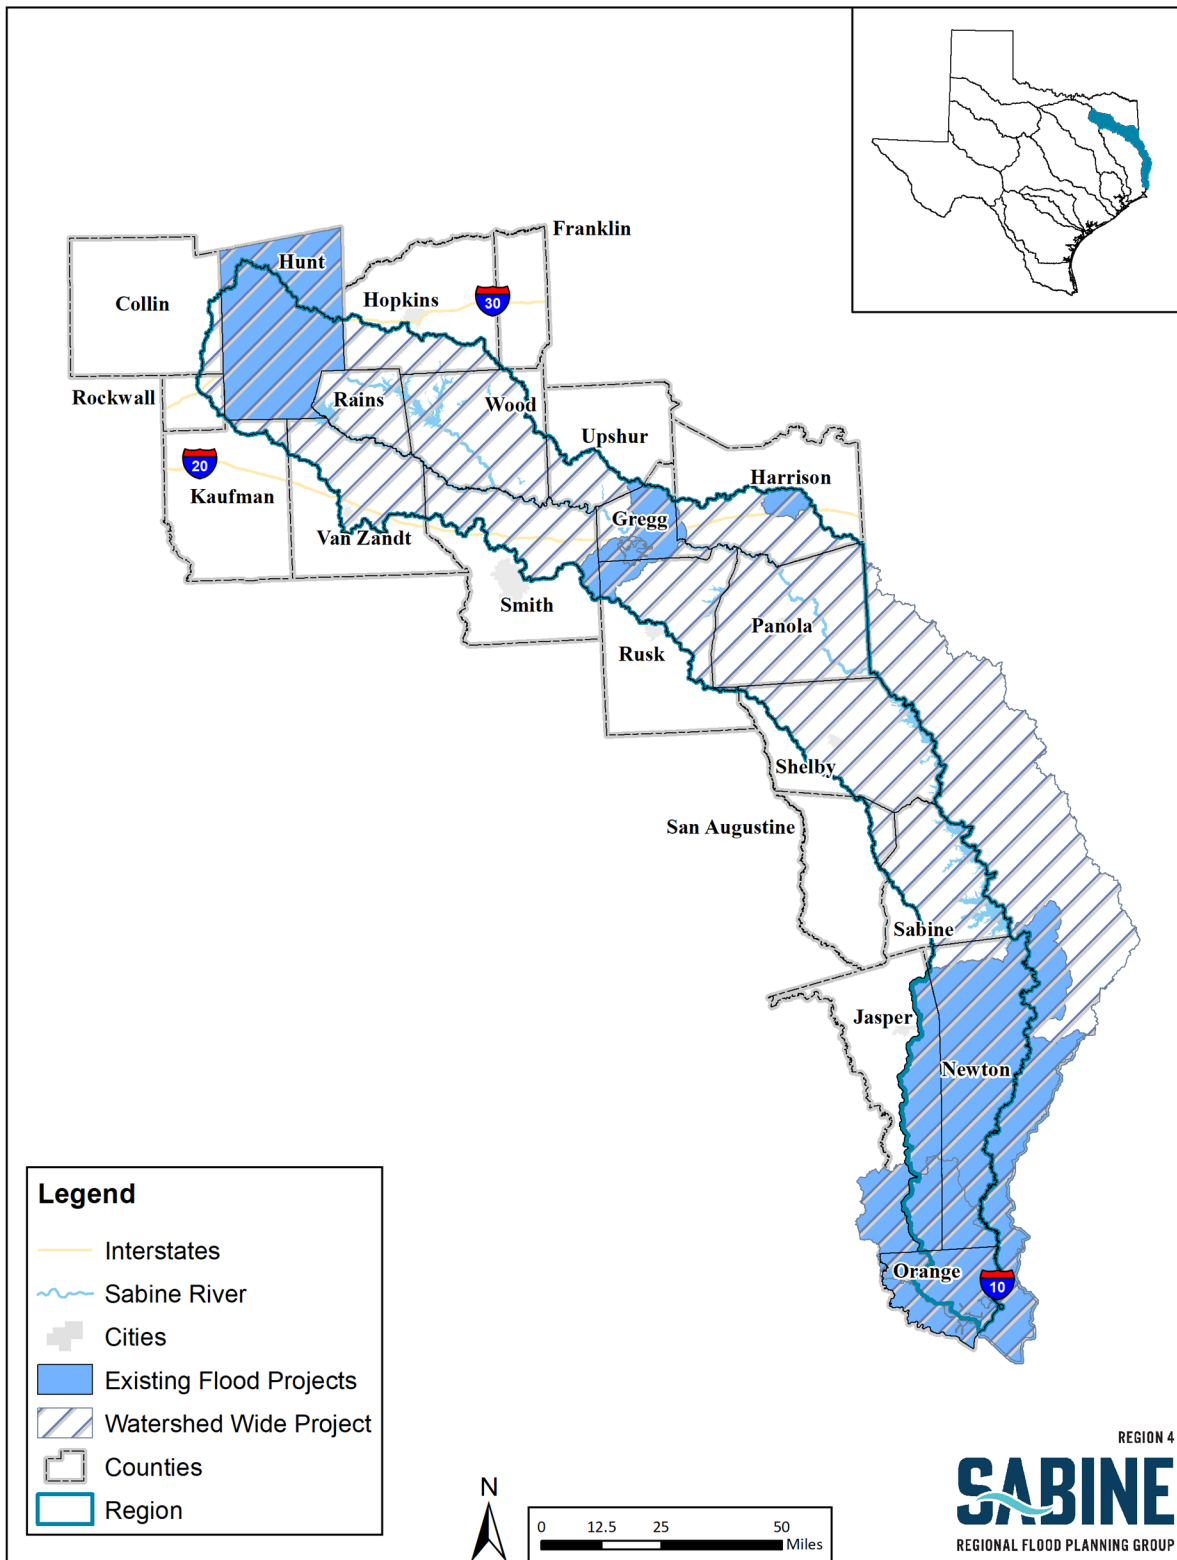 Franklin
Hunt
Collin
Hopkins
30
Rockwall
Rains
Wood
Upshur
20
Kaufman
Harrison
Gregg
Van Zandt
Smith
Panola
Rusk
Shelby
San Augustine
Sabine
Jasper
Newton
Orange
10
Legend
Interstates
Sabine River
Cities
Existing Flood Projects
Watershed Wide Project
Counties
Region
N
0 12.5 25 50
Miles
REGION 4
SABINE
REGIONAL FLOOD PLANNING GROUP